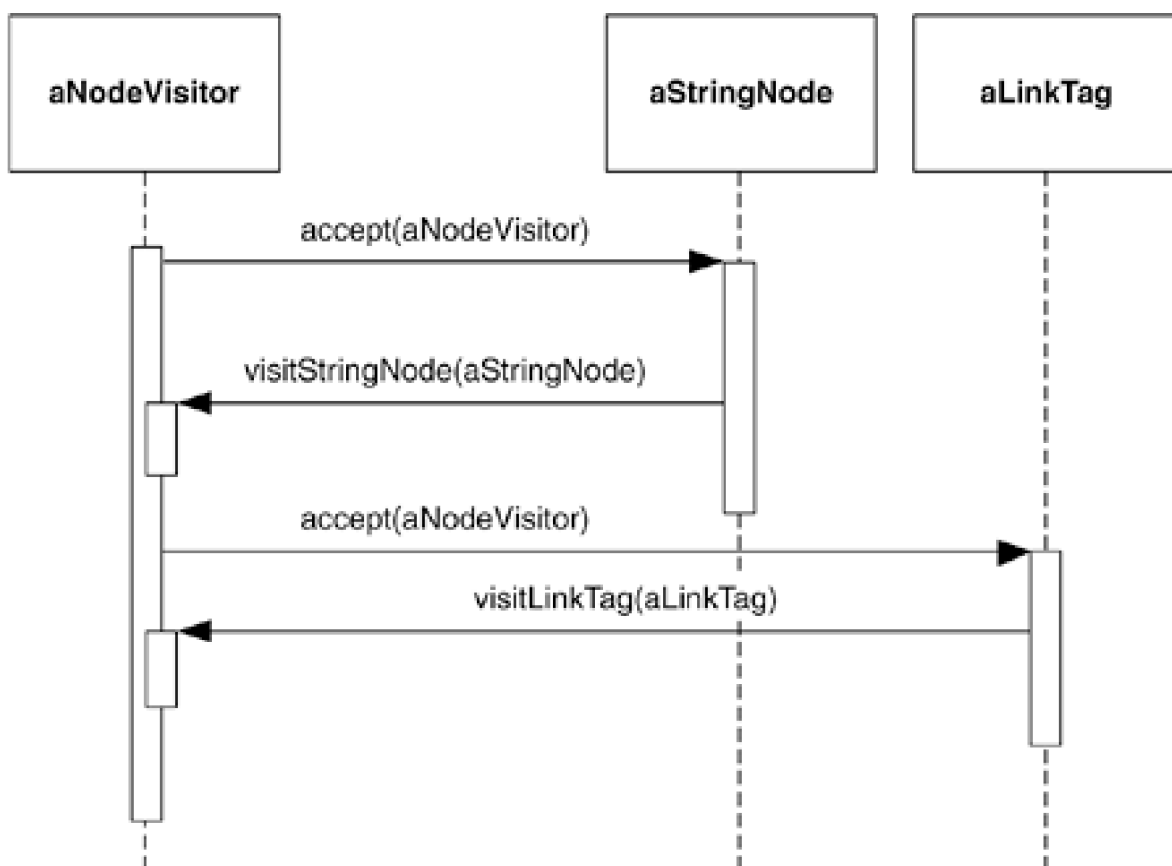 aNodeVisitor
aStringNode
aLinkTag
accept(aNodeVisitor)
visitStringNode(aStringNode)
accept(aNodeVisitor)
visitLinkTag(aLinkTag)